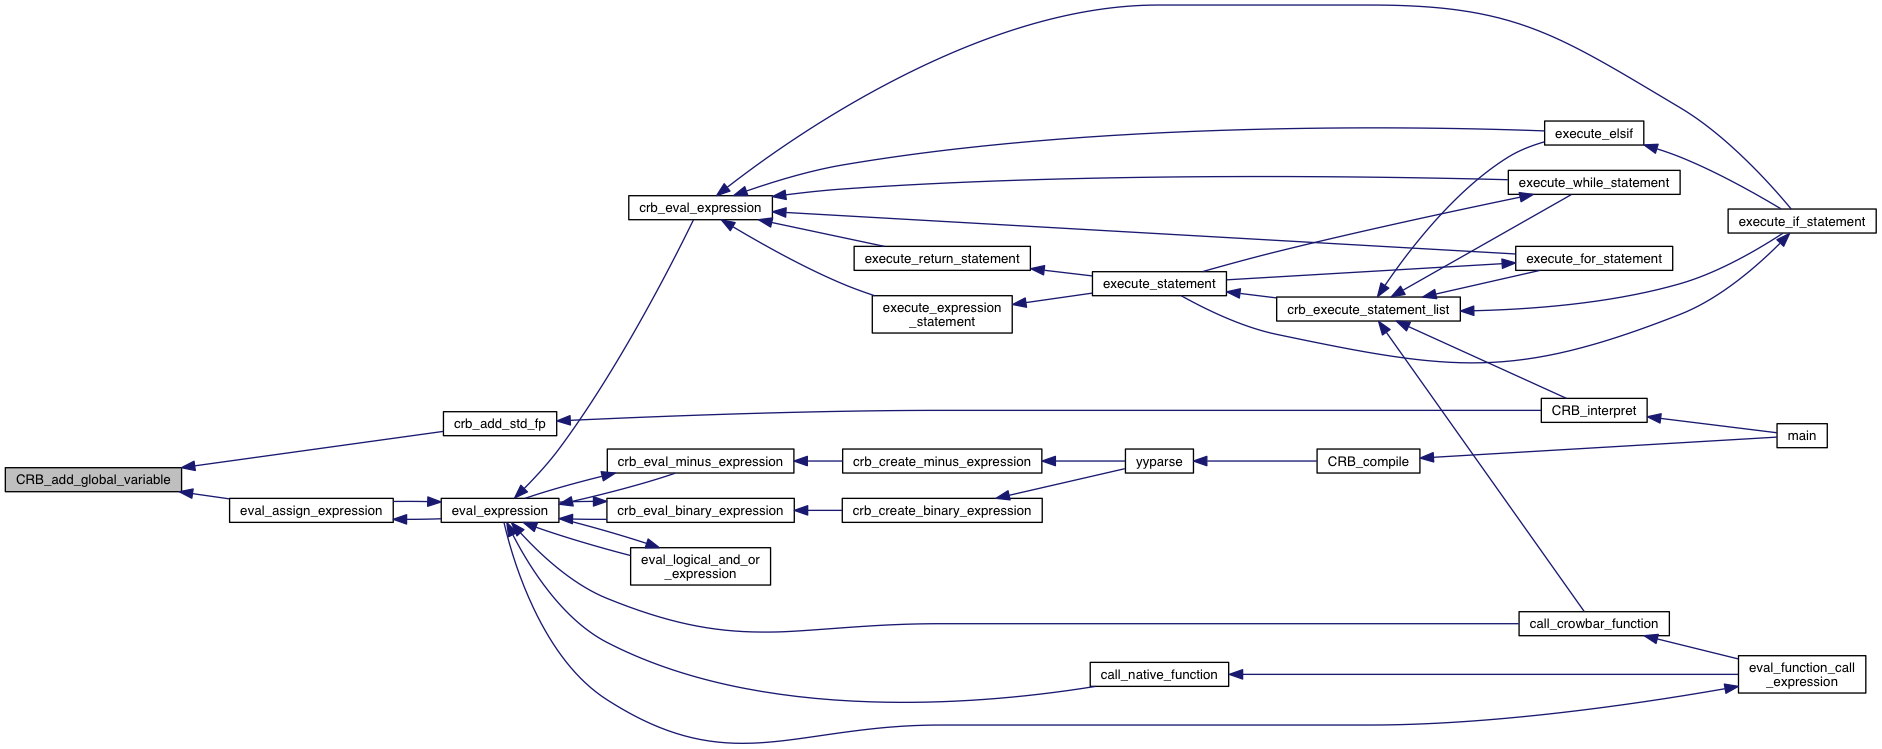 execute_elsif
execute_while_statement
crb_eval_expression
execute_if_statement
execute_return_statement
execute_for_statement
execute_statement
execute_expression
_statement
crb_execute_statement_list
CRB_interpret
crb_add_std_fp
main
crb_eval_minus_expression
crb_create_minus_expression
yyparse
CRB_compile
CRB_add_global_variable
eval_assign_expression
eval_expression
crb_eval_binary_expression
crb_create_binary_expression
eval_logical_and_or
_expression
call_crowbar_function
call_native_function
eval_function_call
_expression